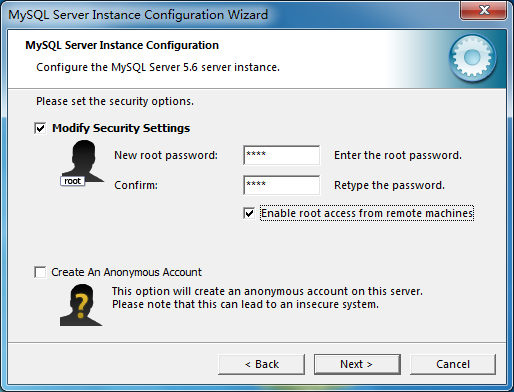 MySQL Server Instance Configuration Wizard
MySQL Server Instance Configuration
Configure the MySQL Server 5.6 server instance.
Please set the security options.
Modify Security Settings
New root password: **** Enter the root password.
root
Confirm: **** Retype the password.
Enable root access from remote machines
Create An Anonymous Account
This option will create an anonymous account on this server.
Please note that this can lead to an insecure system.
< Back Next > Cancel